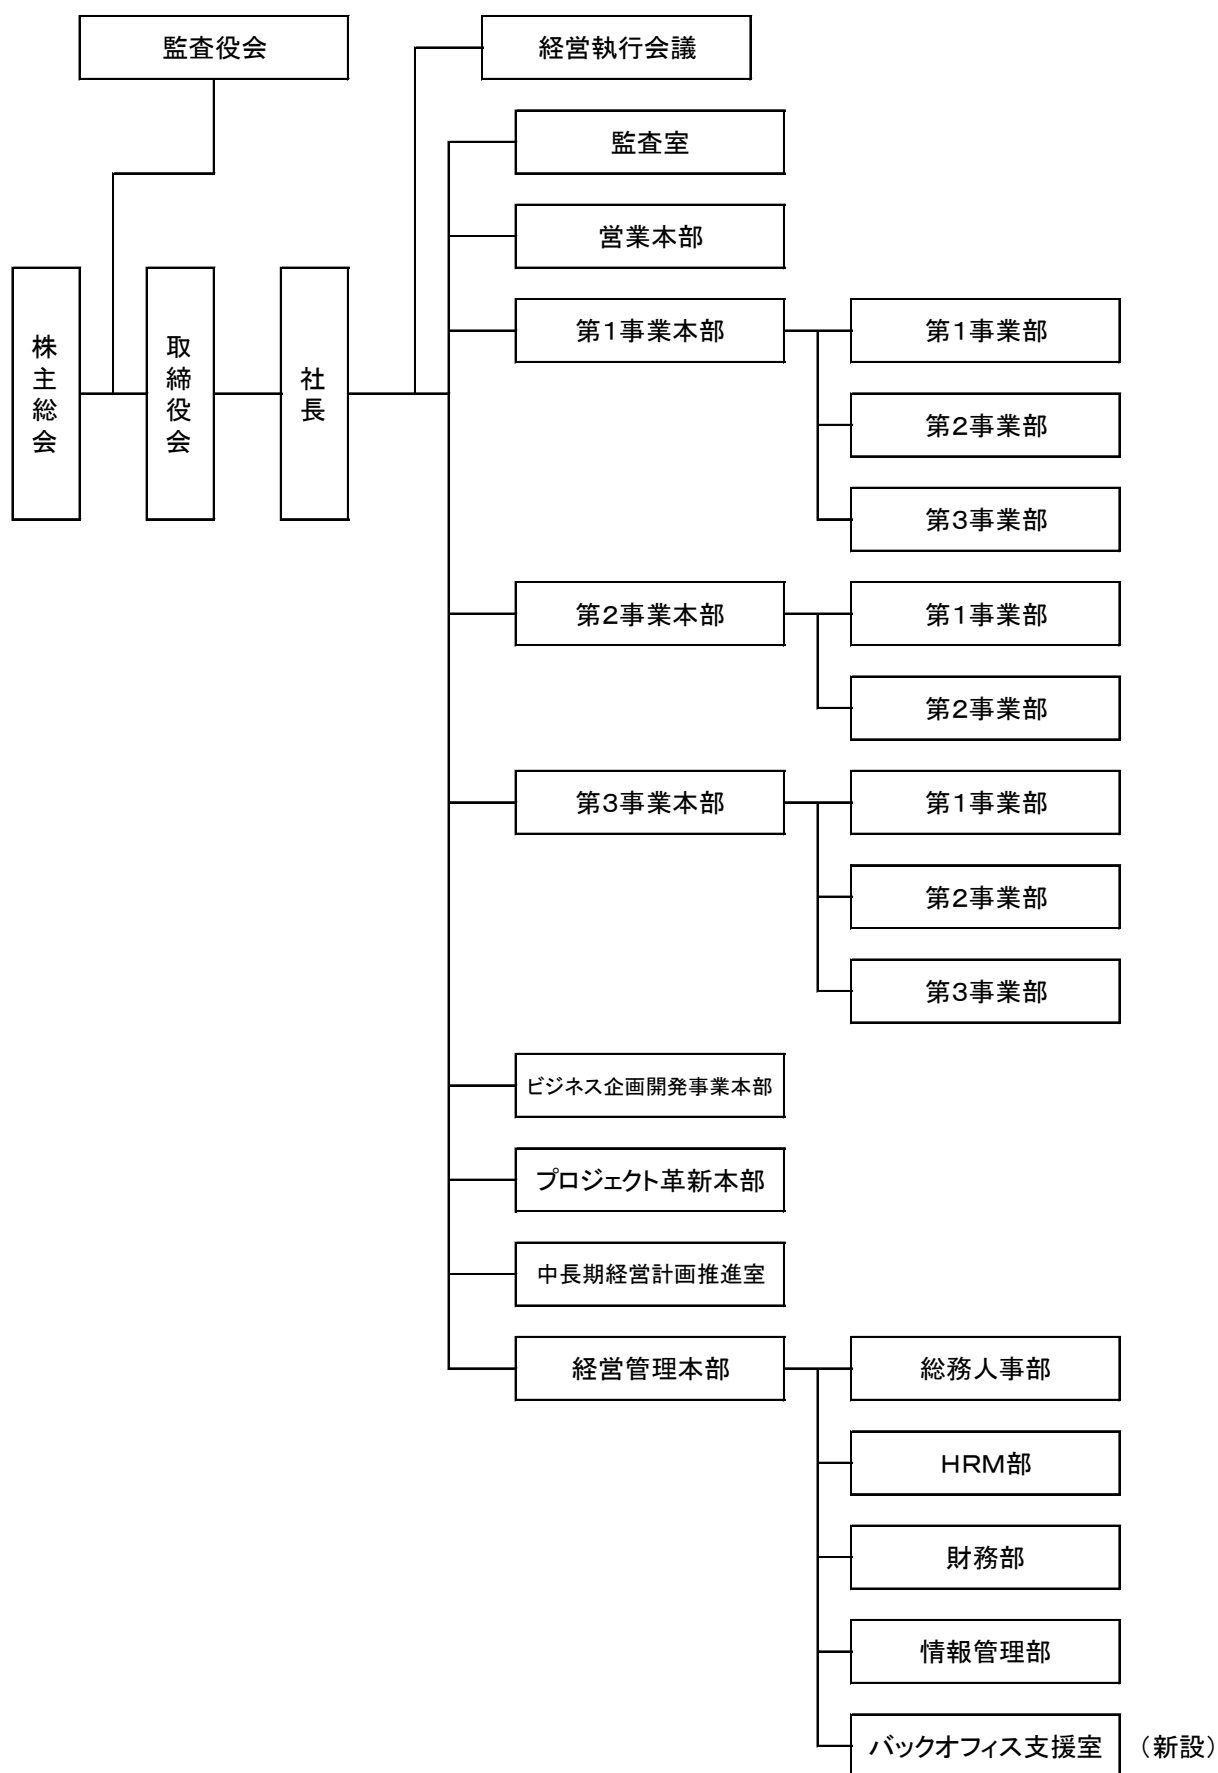 監査役会
経営執行会議
監査室
営業本部
株主総会
取締役会
社長
第1事業本部
第1事業部
第2事業部
第3事業部
第2事業本部
第1事業部
第2事業部
第3事業本部
第1事業部
第2事業部
第3事業部
ビジネス企画開発事業本部
プロジェクト革新本部
中長期経営計画推進室
経営管理本部
総務人事部
HRM部
財務部
情報管理部
バックオフィス支援室 （新設）